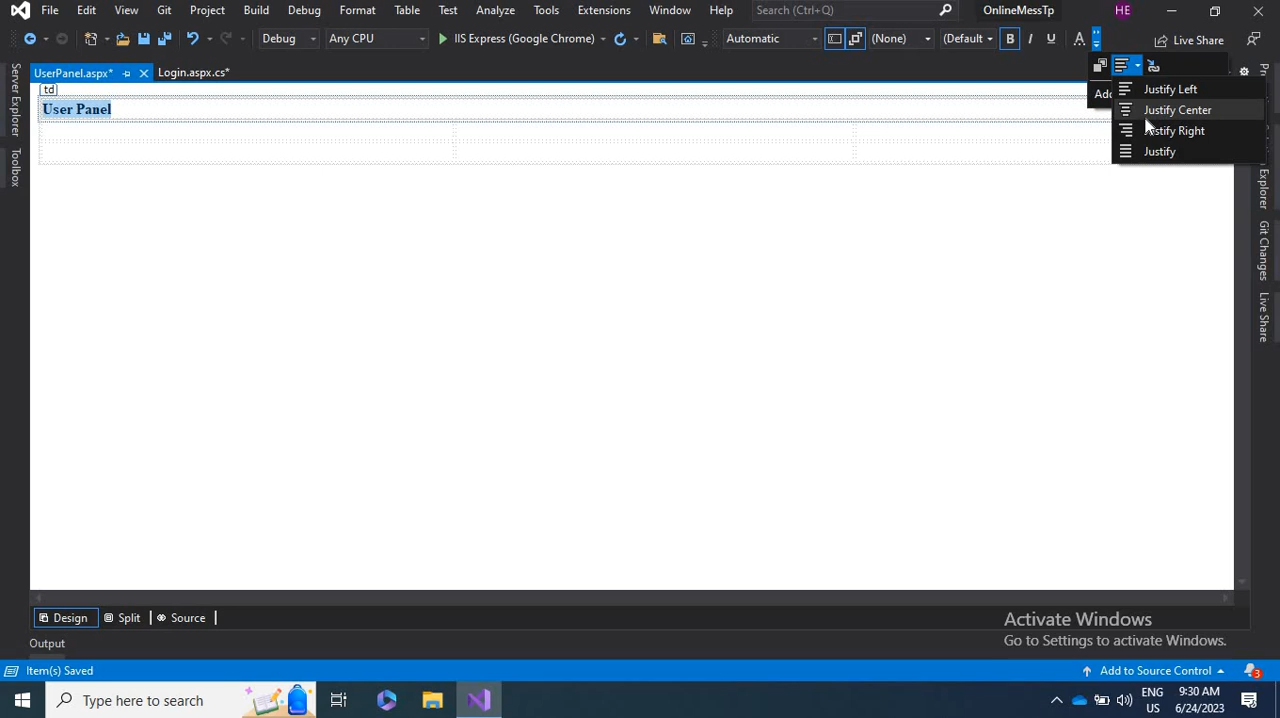 File Edit View Git Project Build Debug Format Table Test Analyze Tools Extensions Window Help Search (Ctrl+Q) OnlineMessTp HE
Debug Any CPU IIS Express (Google Chrome) Automatic (None) (Default B I U A Live Share
UserPanel.aspx* Login.aspx.cs*
td
User Panel
Justify Left
Justify Center
Justify Right
Justify
Server Explorer
Toolbox
Explorer
Git Changes
Live Share
Design Split Source
Activate Windows
Go to Settings to activate Windows.
Output
Item(s) Saved Add to Source Control 3
Type here to search
ENG
US
9:30 AM
6/24/2023